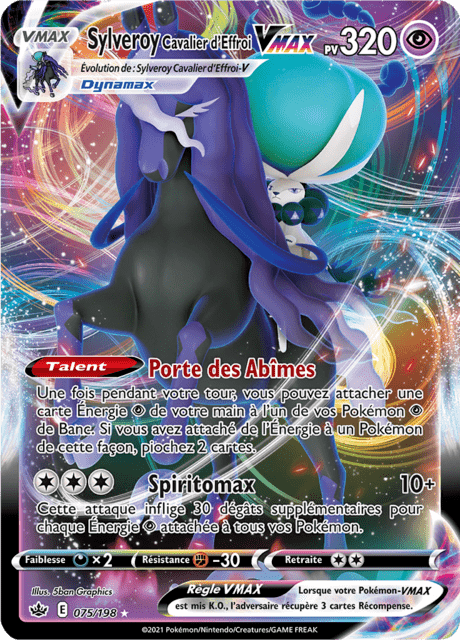 VMAX
Sylveroy Cavalier d'Effroi VMAX PV 320
Évolution de : Sylveroy Cavalier d'Effroi-V
Dynamax
Talent Porte des Abîmes
Une fois pendant votre tour, vous pouvez attacher une
carte Énergie de votre main à l'un de vos Pokémon
de Banc. Si vous avez attaché de l'Énergie à un Pokémon
de cette façon, piochez 2 cartes.
Spiritomax 10+
Cette attaque inflige 30 dégâts supplémentaires pour
chaque Énergie attachée à tous vos Pokémon.
Faiblesse ×2 Résistance -30 Retraite
Illus. 5ban Graphics
Règle VMAX Lorsque votre Pokémon-VMAX
est mis K.O., l'adversaire récupère 3 cartes Récompense.
E 075/198
©2021 Pokémon/Nintendo/Creatures/GAME FREAK